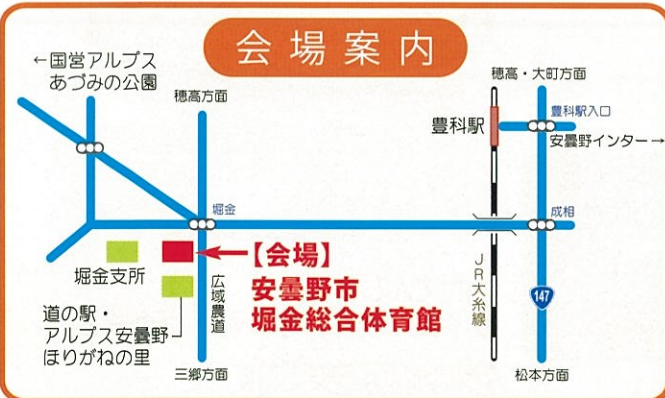 会場案内
←国営アルプス
あづみの公園
穂高方面
穂高・大町方面
豊科駅
豊科駅入口
安曇野インター→
堀金
成相
堀金支所
【会場】
安曇野市
堀金総合体育館
広域農道
JR大糸線
147
道の駅・
アルプス安曇野
ほりがねの里
三郷方面
松本方面